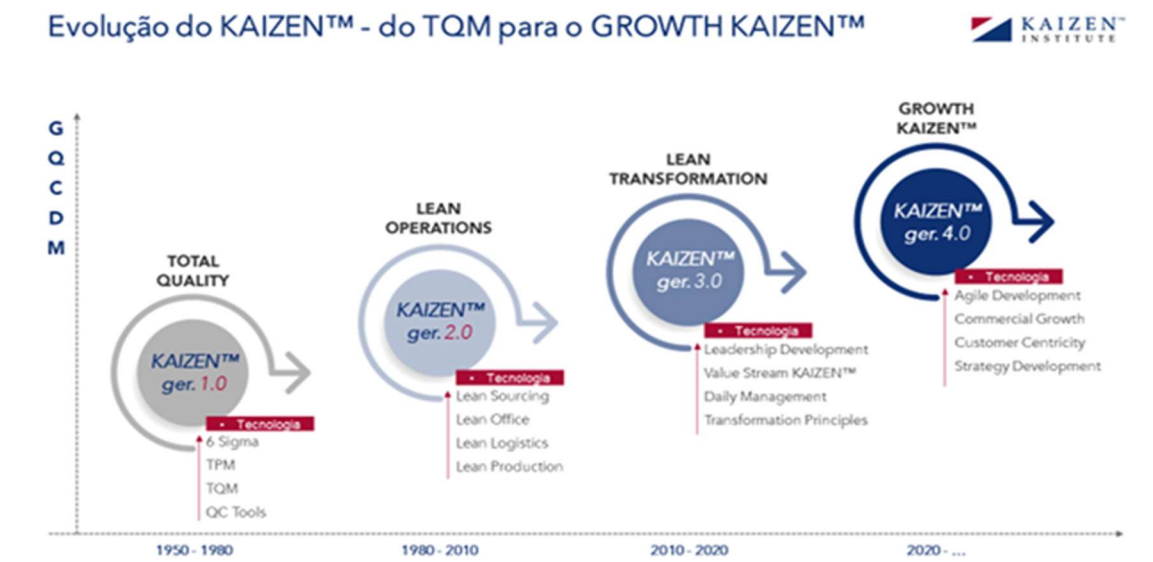 Evolução do KAIZEN™ - do TQM para o GROWTH KAIZEN™
KAIZEN™
INSTITUTE
G
Q
C
D
M
TOTAL
QUALITY
KAIZEN™
ger. 1.0
• Tecnologia
6 Sigma
TPM
TQM
QC Tools
1950 - 1980
LEAN
OPERATIONS
KAIZEN™
ger. 2.0
• Tecnologia
Lean Sourcing
Lean Office
Lean Logistics
Lean Production
1980 - 2010
LEAN
TRANSFORMATION
KAIZEN™
ger. 3.0
• Tecnologia
Leadership Development
Value Stream KAIZEN™
Daily Management
Transformation Principles
2010 - 2020
GROWTH
KAIZEN™
KAIZEN™
ger. 4.0
• Tecnologia
Agile Development
Commercial Growth
Customer Centricity
Strategy Development
2020 - ...